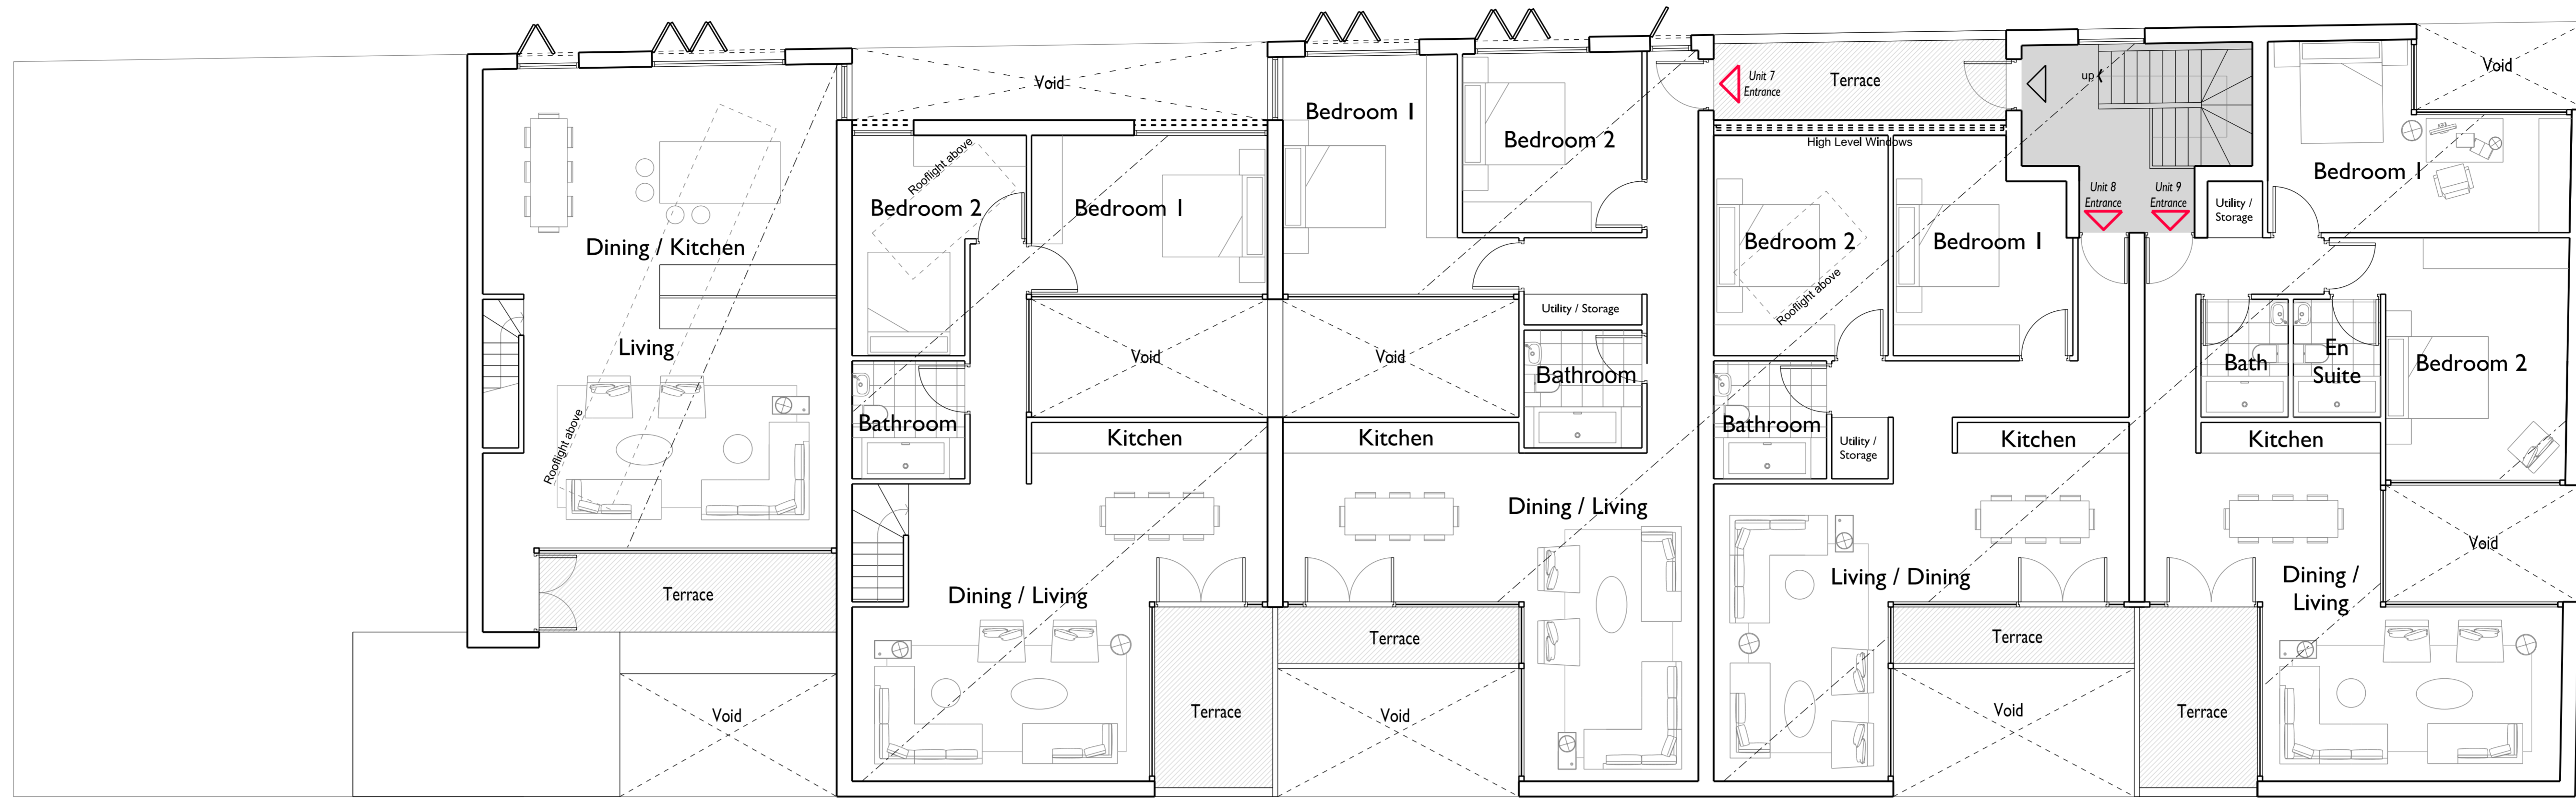 Dining / Kitchen
Living
Rooflight above
Terrace
Void
Void
Bedroom 2
Rooflight above
Bedroom 1
Bathroom
Void
Kitchen
Dining / Living
Terrace
Bedroom 1
Bedroom 2
Utility / Storage
Void
Bathroom
Kitchen
Dining / Living
Terrace
Void
Unit 7
Entrance
Terrace
High Level Windows
Bedroom 2
Rooflight above
Bedroom 1
Bathroom
Utility /
Storage
Kitchen
Living / Dining
Terrace
Void
up
Unit 8
Entrance
Unit 9
Entrance
Utility /
Storage
Bedroom 1
Void
Bath
En
Suite
Bedroom 2
Kitchen
Void
Dining /
Living
Terrace